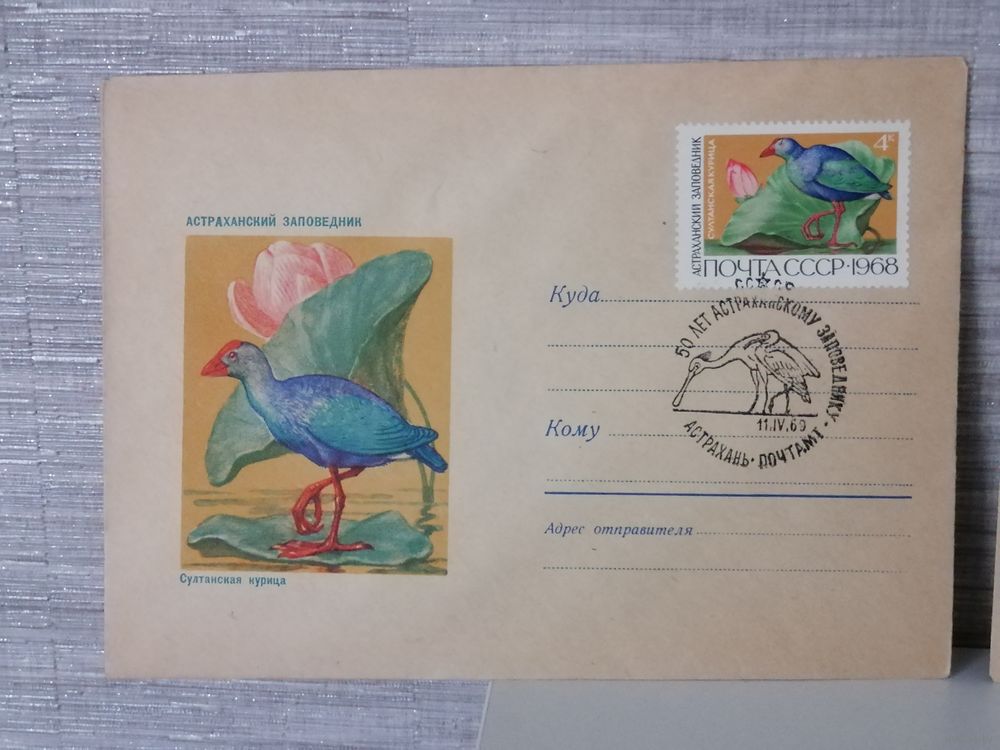 АСТРАХАНСКИЙ ЗАПОВЕДНИК
Султанская курица
АСТРАХАНСКИЙ ЗАПОВЕДНИК
СУЛТАНСКАЯ КУРИЦА
4К
ПОЧТА СССР·1968
Куда
СССР
50 ЛЕТ АСТРАХАНСКОМУ ЗАПОВЕДНИКУ
11.IV.69
АСТРАХАНЬ · ПОЧТАМТ ·
Кому
Адрес отправителя